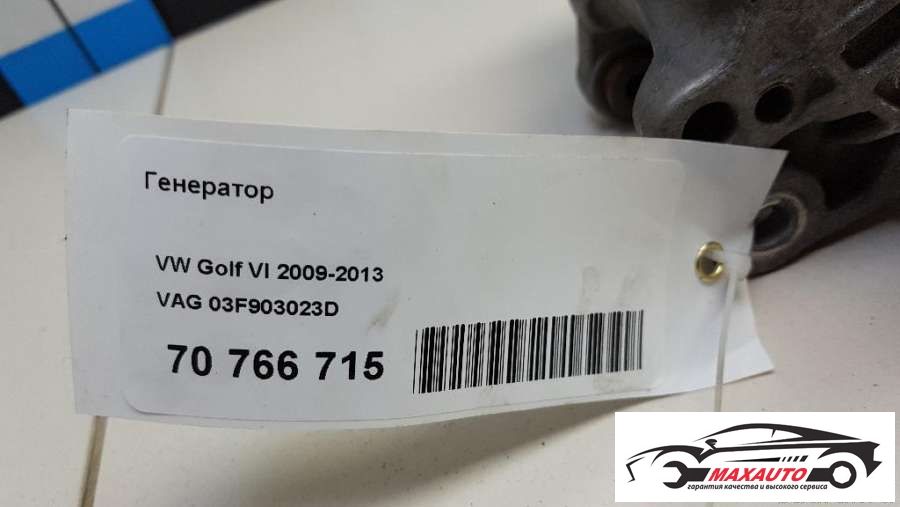 Генератор
VW Golf VI 2009-2013
VAG 03F903023D
70 766 715
MAXAUTO
гарантия качества и высокого сервиса